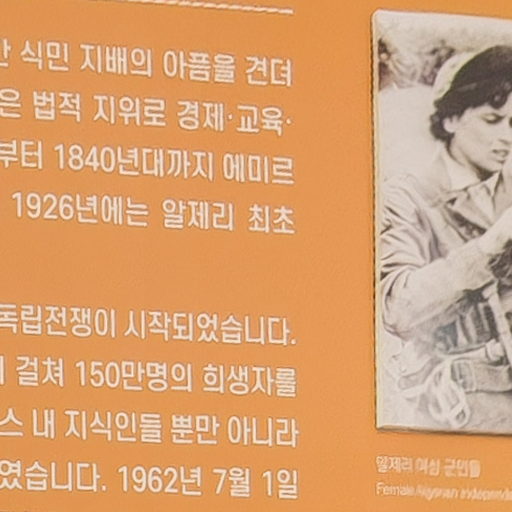 식민 지배의 아픔을 견뎌
은 법적 지위로 경제·교육·
부터 1840년대까지 에미르
1926년에는 알제리 최초
독립전쟁이 시작되었습니다.
걸쳐 150만명의 희생자를
스 내 지식인들 뿐만 아니라
였습니다. 1962년 7월 1일
알제리 여성 군인들
Female Algerian independe